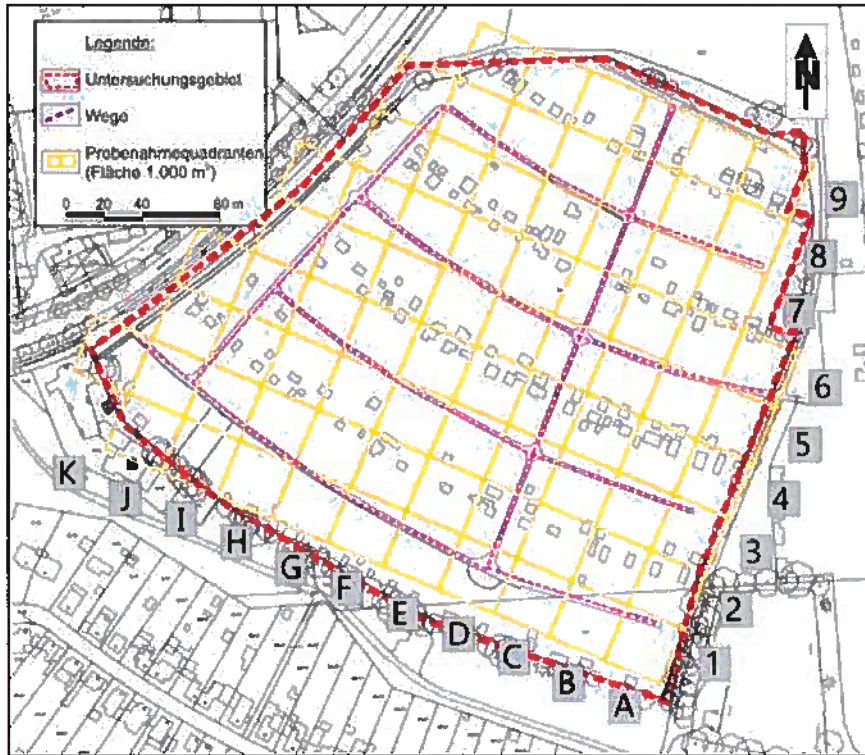 Legende:
Untersuchungsgebiet
Wege
Probenahmequadranten
(Fläche 1.000 m²)
0 20 40 80 m
N
9
8
7
6
5
4
3
2
1
K
J
I
H
G
F
E
D
C
B
A